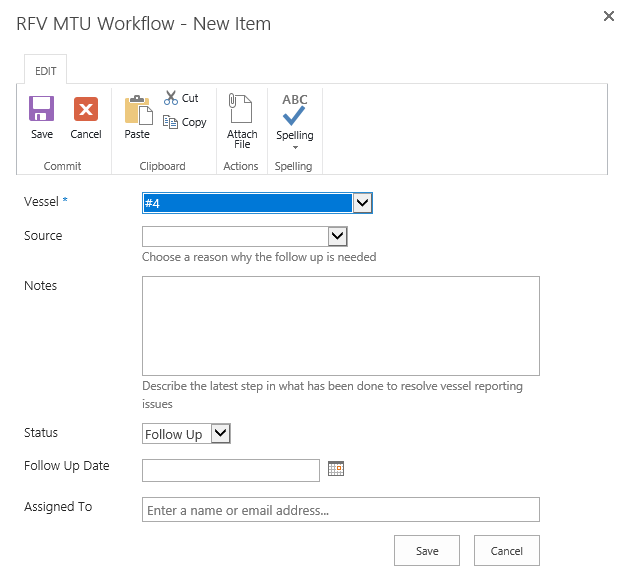 RFV MTU Workflow - New Item
EDIT
Save
Cancel
Paste
Cut
Copy
Attach
File
ABC
Spelling
Commit
Clipboard
Actions
Spelling
Vessel *
#4
Source
Choose a reason why the follow up is needed
Notes
Describe the latest step in what has been done to resolve vessel reporting
issues
Status
Follow Up
Follow Up Date
Assigned To
Enter a name or email address...
Save
Cancel